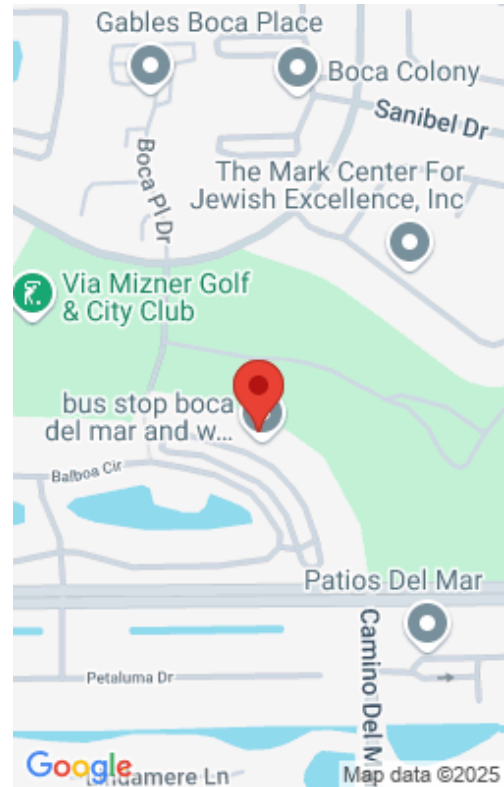 Gables Boca Place
Boca Colony
Sanibel Dr
Boca Pl Dr
The Mark Center For
Jewish Excellence, Inc
Via Mizner Golf
& City Club
bus stop boca
del mar and w...
Balboa Cir
Patios Del Mar
Camino Del M
Petaluma Dr
Google
Lindamere Ln
Map data ©2025